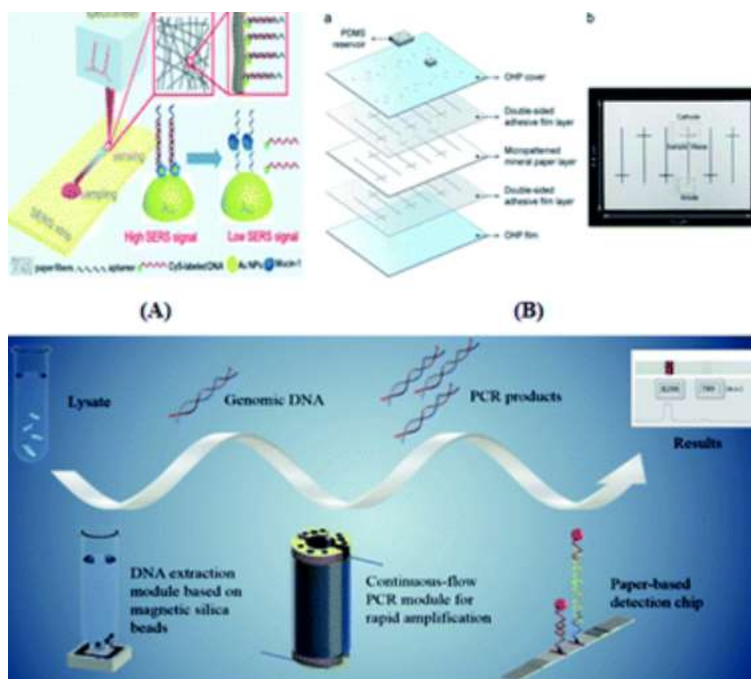 sampling
sensing
SERS strip
Au
High SERS signal
Low SERS signal
paper fibers
aptamer
Cy5-labeled DNA
Au NPs
Mucin-1
(A)
a
PDMS
reservoir
OHP cover
Double-sided
adhesive film layer
Micropatterned
mineral paper layer
Double-sided
adhesive film layer
OHP film
b
Cathode
Anode
(B)
Lysate
Genomic DNA
PCR products
Results
DNA extraction
module based on
magnetic silica
beads
Continuous-flow
PCR module for
rapid amplification
Paper-based
detection chip